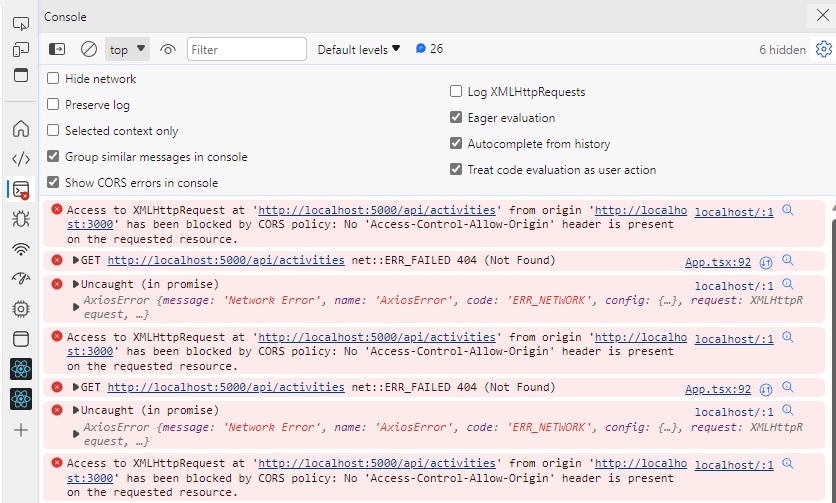 Console
top
Filter
Default levels
26
6 hidden
Hide network
Log XMLHttpRequests
Preserve log
Eager evaluation
Selected context only
Autocomplete from history
Group similar messages in console
Treat code evaluation as user action
Show CORS errors in console
Access to XMLHttpRequest at 'http://localhost:5000/api/activities' from origin 'http://localho localhost/:1
st:3000' has been blocked by CORS policy: No 'Access-Control-Allow-Origin' header is present
on the requested resource.
GET http://localhost:5000/api/activities net::ERR_FAILED 404 (Not Found) App.tsx:92
Uncaught (in promise) localhost/:1
AxiosError {message: 'Network Error', name: 'AxiosError', code: 'ERR_NETWORK', config: {…}, request: XMLHttpR
equest, …}
Access to XMLHttpRequest at 'http://localhost:5000/api/activities' from origin 'http://localho localhost/:1
st:3000' has been blocked by CORS policy: No 'Access-Control-Allow-Origin' header is present
on the requested resource.
GET http://localhost:5000/api/activities net::ERR_FAILED 404 (Not Found) App.tsx:92
Uncaught (in promise) localhost/:1
AxiosError {message: 'Network Error', name: 'AxiosError', code: 'ERR_NETWORK', config: {…}, request: XMLHttpR
equest, …}
Access to XMLHttpRequest at 'http://localhost:5000/api/activities' from origin 'http://localho localhost/:1
st:3000' has been blocked by CORS policy: No 'Access-Control-Allow-Origin' header is present
on the requested resource.